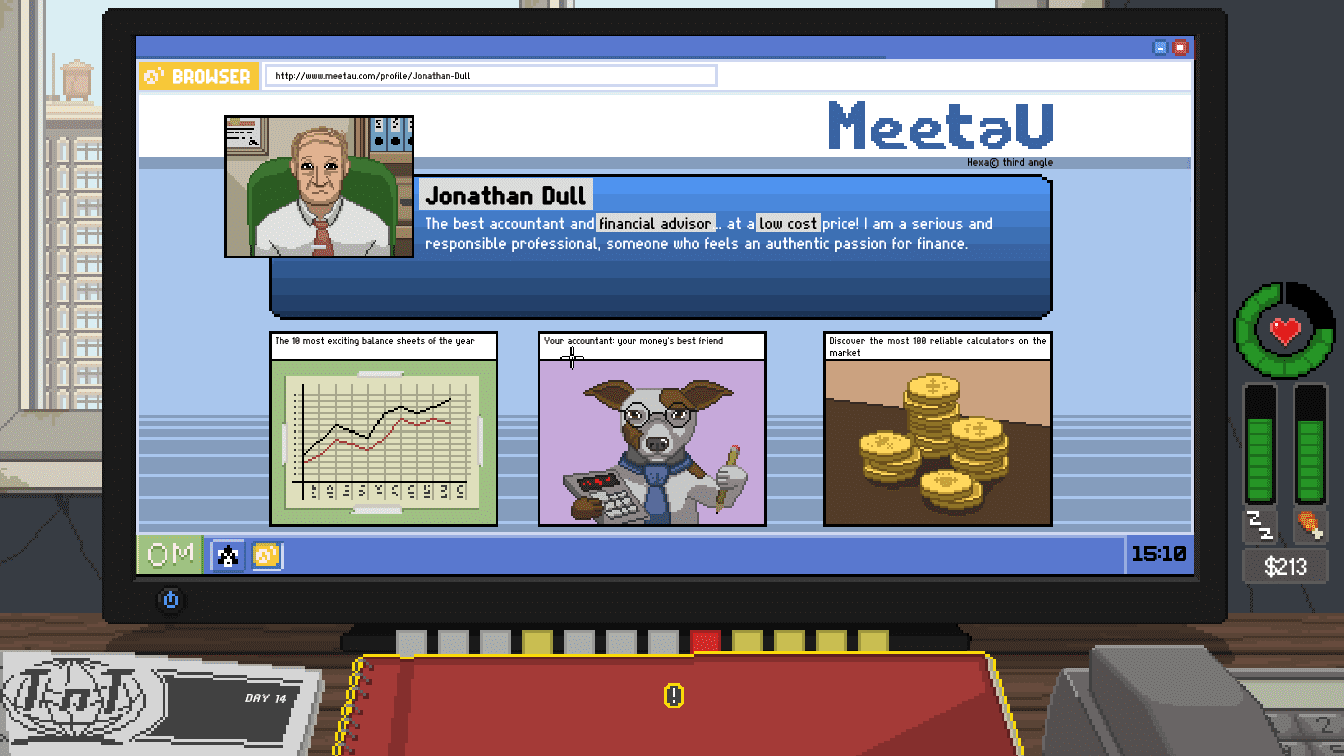 BROWSER
http://www.meetau.com/profile/Jonathan-Dull
MeetaU
Hexa© third angle
Jonathan Dull
The best accountant and financial advisor .. at a low cost price! I am a serious and
responsible professional, someone who feels an authentic passion for finance.
The 10 most exciting balance sheets of the year
Your accountant: your money's best friend
Discover the most 100 reliable calculators on the
market
OM
15:10
zzz
$213
!
TnT
DAY 14
2